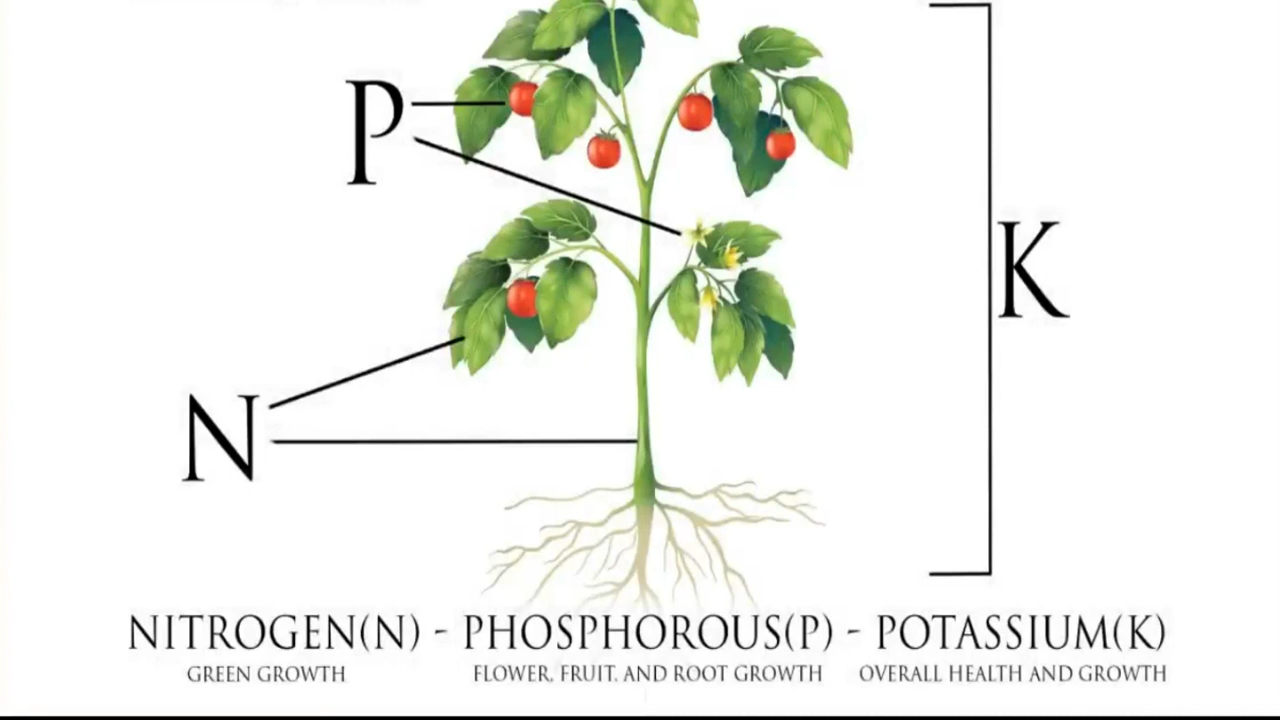 P
K
N
NITROGEN(N) - PHOSPHOROUS(P) - POTASSIUM(K)
GREEN GROWTH FLOWER, FRUIT, AND ROOT GROWTH OVERALL HEALTH AND GROWTH